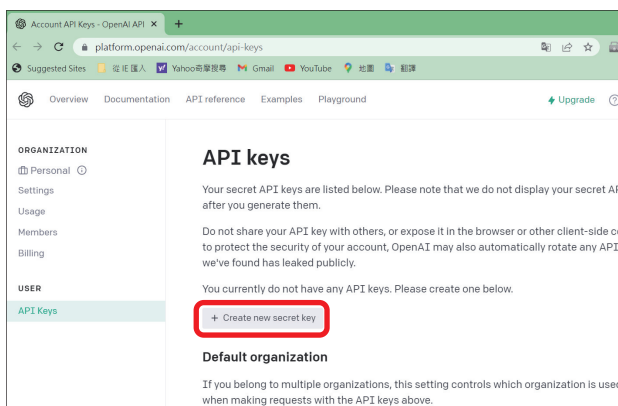 Account API Keys - OpenAI API
platform.openai.com/account/api-keys
Suggested Sites 從 IE 匯入 Yahoo奇摩搜尋 Gmail YouTube 地圖 翻譯
Overview Documentation API reference Examples Playground Upgrade
ORGANIZATION
Personal
Settings
Usage
Members
Billing
USER
API Keys
API keys
Your secret API keys are listed below. Please note that we do not display your secret AP
after you generate them.
Do not share your API key with others, or expose it in the browser or other client-side co
to protect the security of your account, OpenAI may also automatically rotate any API
we've found has leaked publicly.
You currently do not have any API keys. Please create one below.
+ Create new secret key
Default organization
If you belong to multiple organizations, this setting controls which organization is used
when making requests with the API keys above.